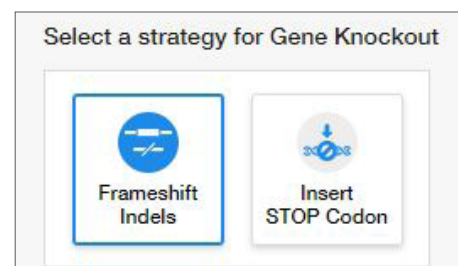 Select a strategy for Gene Knockout
Frameshift
Indels
Insert
STOP Codon